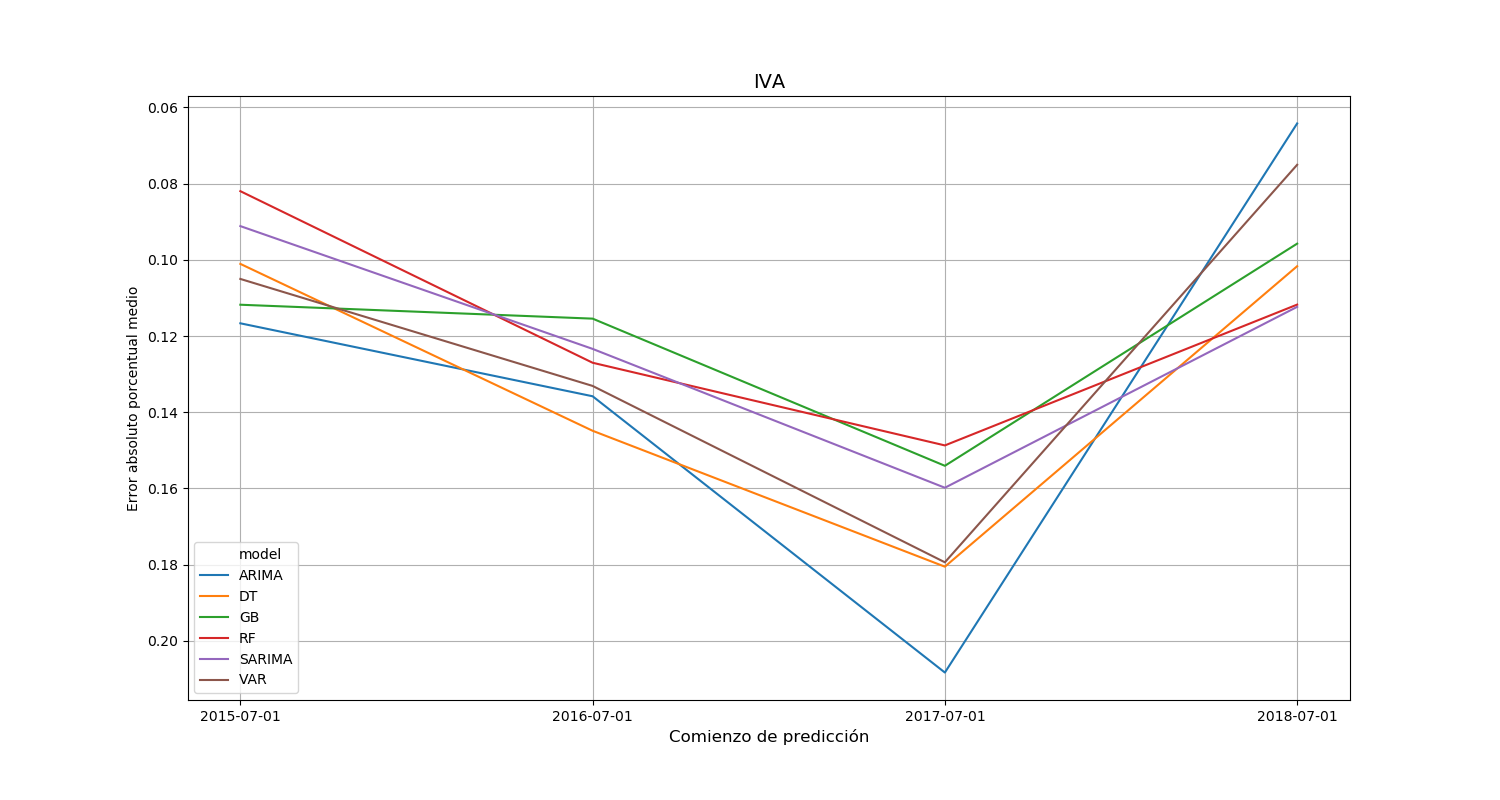 IVA
Error absoluto porcentual medio
0.06
0.08
0.10
0.12
0.14
0.16
0.18
0.20
model
ARIMA
DT
GB
RF
SARIMA
VAR
2015-07-01 2016-07-01 2017-07-01 2018-07-01
Comienzo de predicción